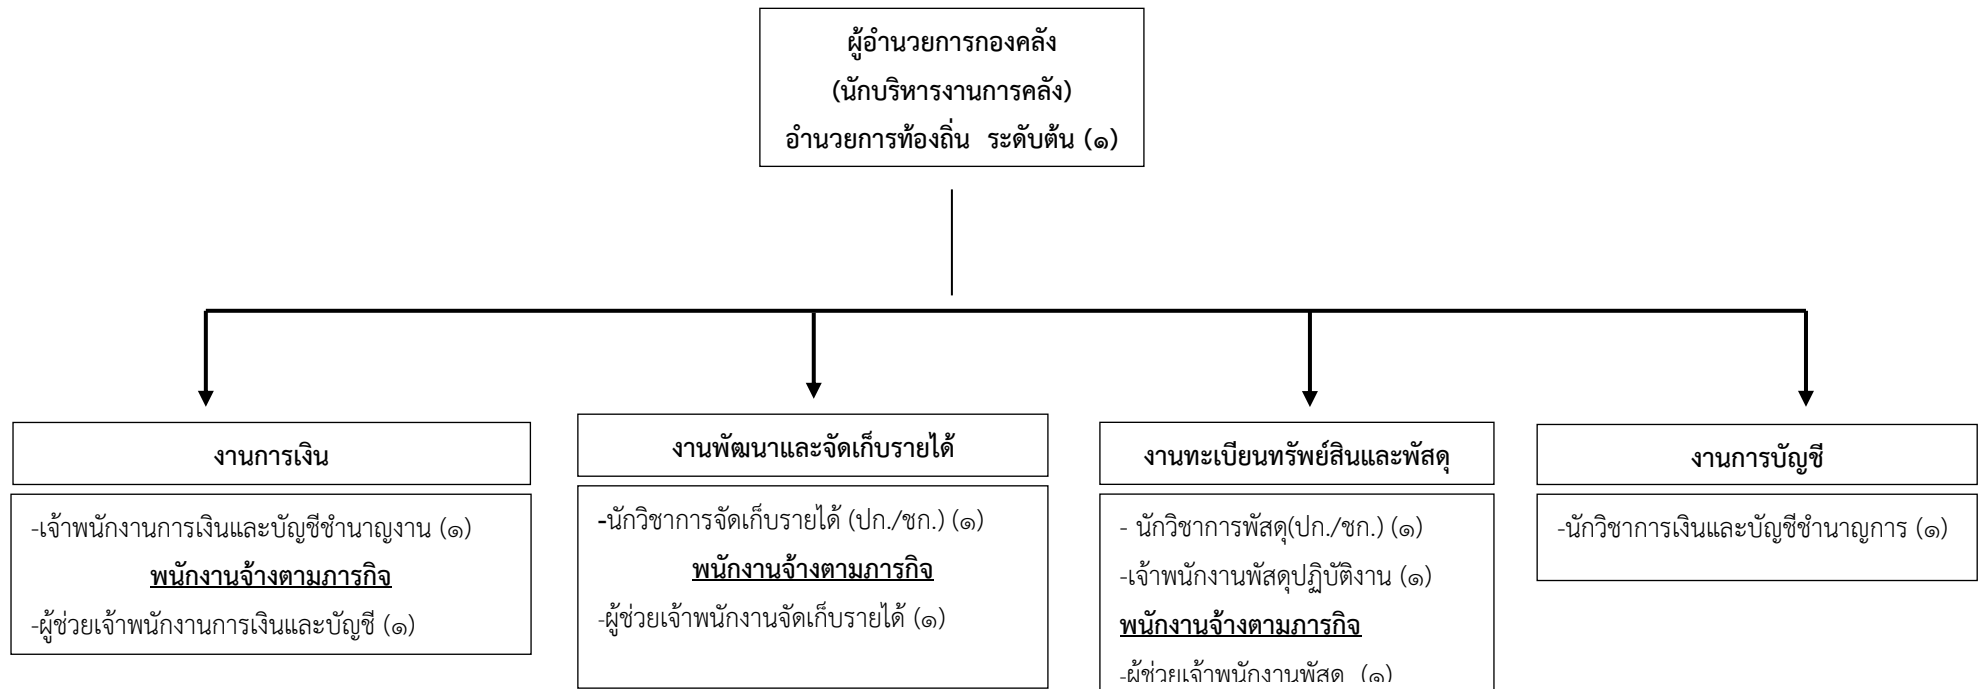 ผู้อำนวยการกองคลัง
(นักบริหารงานการคลัง)
อำนวยการท้องถิ่น ระดับต้น (๑)
งานการเงิน
-เจ้าพนักงานการเงินและบัญชีชำนาญงาน (๑)
พนักงานจ้างตามภารกิจ
-ผู้ช่วยเจ้าพนักงานการเงินและบัญชี (๑)
งานพัฒนาและจัดเก็บรายได้
-นักวิชาการจัดเก็บรายได้ (ปก./ชก.) (๑)
พนักงานจ้างตามภารกิจ
-ผู้ช่วยเจ้าพนักงานจัดเก็บรายได้ (๑)
งานทะเบียนทรัพย์สินและพัสดุ
- นักวิชาการพัสดุ(ปก./ชก.) (๑)
-เจ้าพนักงานพัสดุปฏิบัติงาน (๑)
พนักงานจ้างตามภารกิจ
-ผู้ช่วยเจ้าพนักงานพัสดุ (๑)
งานการบัญชี
-นักวิชาการเงินและบัญชีชำนาญการ (๑)